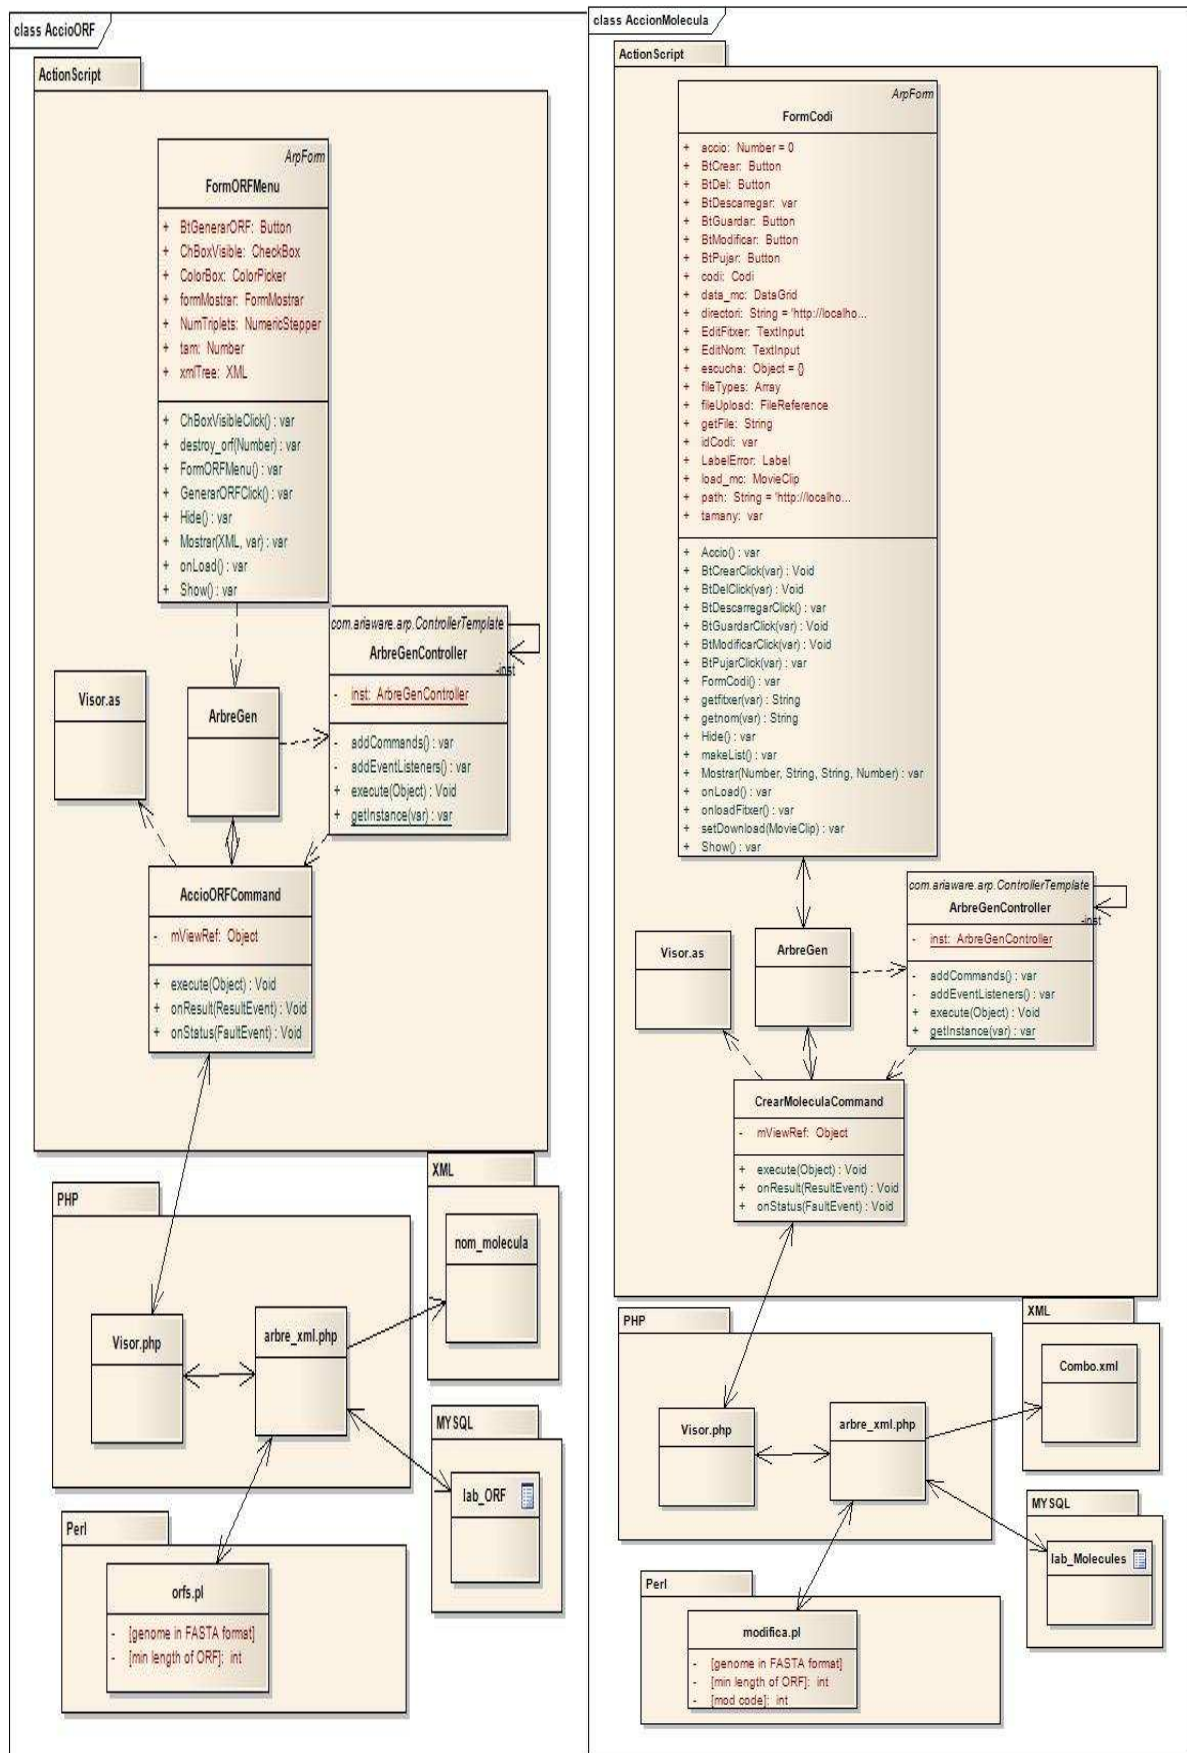 class AccioORF
ActionScript
ArpForm
FormORFMenu
+ BtGenerarORF: Button
+ ChBoxVisible: CheckBox
+ ColorBox: ColorPicker
+ formMostrar: FormMostrar
+ NumTriplets: NumericStepper
+ tam: Number
+ xmlTree: XML
+ ChBoxVisibleClick() : var
+ destroy_orf(Number) : var
+ FormORFMenu() : var
+ GenerarORFClick() : var
+ Hide() : var
+ Mostrar(XML, var) : var
+ onLoad() : var
+ Show() : var
com.ariaware.arp.ControllerTemplate
ArbreGenController
-inst
- inst: ArbreGenController
- addCommands() : var
- addEventListeners() : var
+ execute(Object) : Void
+ getInstance(var) : var
Visor.as
ArbreGen
AccioORFCommand
- mViewRef: Object
+ execute(Object) : Void
+ onResult(ResultEvent) : Void
+ onStatus(FaultEvent) : Void
XML
nom_molecula
PHP
Visor.php
arbre_xml.php
MYSQL
lab_ORF
Perl
orfs.pl
- [genome in FASTA format]
- [min length of ORF]: int
class AccionMolecula
ActionScript
ArpForm
FormCodi
+ accio: Number = 0
+ BtCrear: Button
+ BtDel: Button
+ BtDescarregar: var
+ BtGuardar: Button
+ BtModificar: Button
+ BtPujar: Button
+ codi: Codi
+ data_mc: DataGrid
+ directori: String = 'http://localho...
+ EditFitxer: TextInput
+ EditNom: TextInput
+ escucha: Object = {}
+ fileTypes: Array
+ fileUpload: FileReference
+ getFile: String
+ idCodi: var
+ LabelError: Label
+ load_mc: MovieClip
+ path: String = 'http://localho...
+ tamany: var
+ Accio() : var
+ BtCrearClick(var) : Void
+ BtDelClick(var) : Void
+ BtDescarregarClick() : var
+ BtGuardarClick(var) : Void
+ BtModificarClick(var) : Void
+ BtPujarClick(var) : var
+ FormCodi() : var
+ getfitxer(var) : String
+ getnom(var) : String
+ Hide() : var
+ makeList() : var
+ Mostrar(Number, String, String, Number) : var
+ onLoad() : var
+ onloadFitxer() : var
+ setDownload(MovieClip) : var
+ Show() : var
com.ariaware.arp.ControllerTemplate
ArbreGenController
-inst
- inst: ArbreGenController
- addCommands() : var
- addEventListeners() : var
+ execute(Object) : Void
+ getInstance(var) : var
Visor.as
ArbreGen
CrearMoleculaCommand
- mViewRef: Object
+ execute(Object) : Void
+ onResult(ResultEvent) : Void
+ onStatus(FaultEvent) : Void
XML
Combo.xml
PHP
Visor.php
arbre_xml.php
MYSQL
lab_Molecules
Perl
modifica.pl
- [genome in FASTA format]
- [min length of ORF]: int
- [mod code]: int